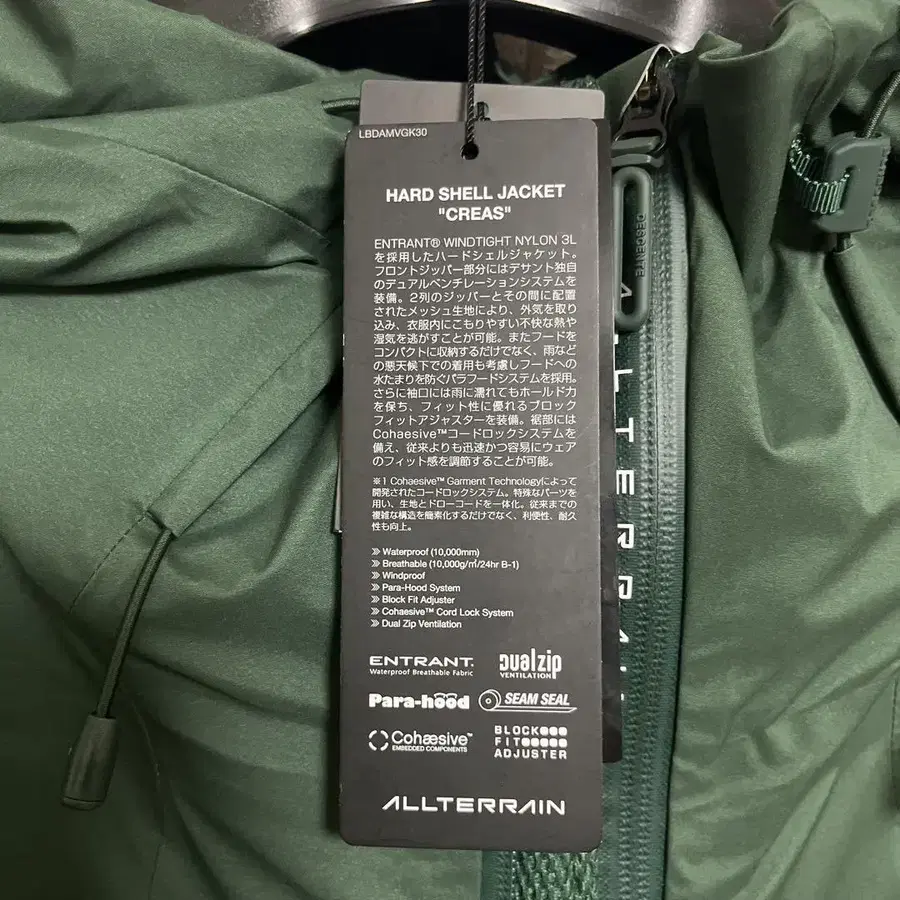 LBDAMVGK30
HARD SHELL JACKET
"CREAS"
ENTRANT® WINDTIGHT NYLON 3L
を採用したハードシェルジャケット。
フロントジッパー部分にはデサント独自
のデュアルベンチレーションシステムを
装備。2列のジッパーとその間に配置
されたメッシュ生地により、外気を取り
込み、衣服内にこもりやすい不快な熱や
湿気を逃がすことが可能。またフードを
コンパクトに収納するだけでなく、雨など
の悪天候下での着用も考慮しフードへの
水たまりを防ぐパラフードシステムを採用。
さらに袖口には雨に濡れてもホールド力
を保ち、フィット性に優れるブロック
フィットアジャスターを装備。裾部には
Cohaesive™コードロックシステムを
備え、従来よりも迅速かつ容易にウェア
のフィット感を調節することが可能。
※1 Cohaesive™ Garment Technologyによって
開発されたコードロックシステム。特殊なパーツを
用い、生地とドローコードを一体化。従来までの
複雑な構造を簡素化するだけでなく、利便性、耐久
性も向上。
⋙ Waterproof (10,000mm)
⋙ Breathable (10,000g/㎡/24hr B-1)
⋙ Windproof
⋙ Para-Hood System
⋙ Block Fit Adjuster
⋙ Cohaesive™ Cord Lock System
⋙ Dual Zip Ventilation
ENTRANT.
Waterproof Breathable Fabric
DUALZIP
VENTILATION
Para-hood
SEAM SEAL
Cohæsive™
EMBEDDED COMPONENTS
BLOCK
FIT
ADJUSTER
ALLTERRAIN
DESCENTE
ALLTERRAIN